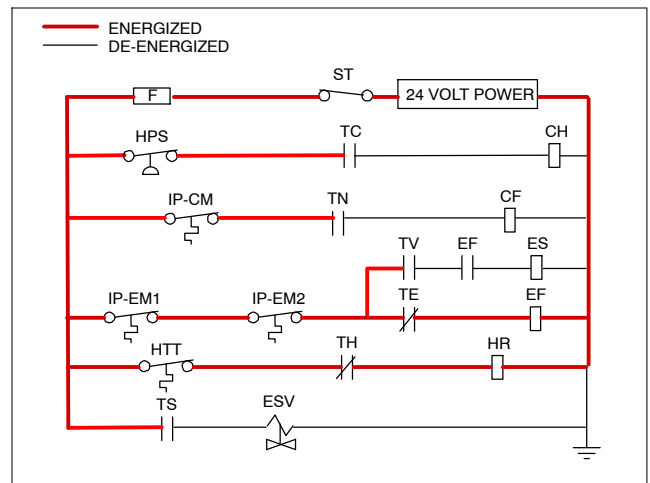 ENERGIZED
DE-ENERGIZED
F
ST
24 VOLT POWER
HPS
TC
CH
IP-CM
TN
CF
TV
EF
ES
IP-EM1
IP-EM2
TE
EF
HTT
TH
HR
TS
ESV